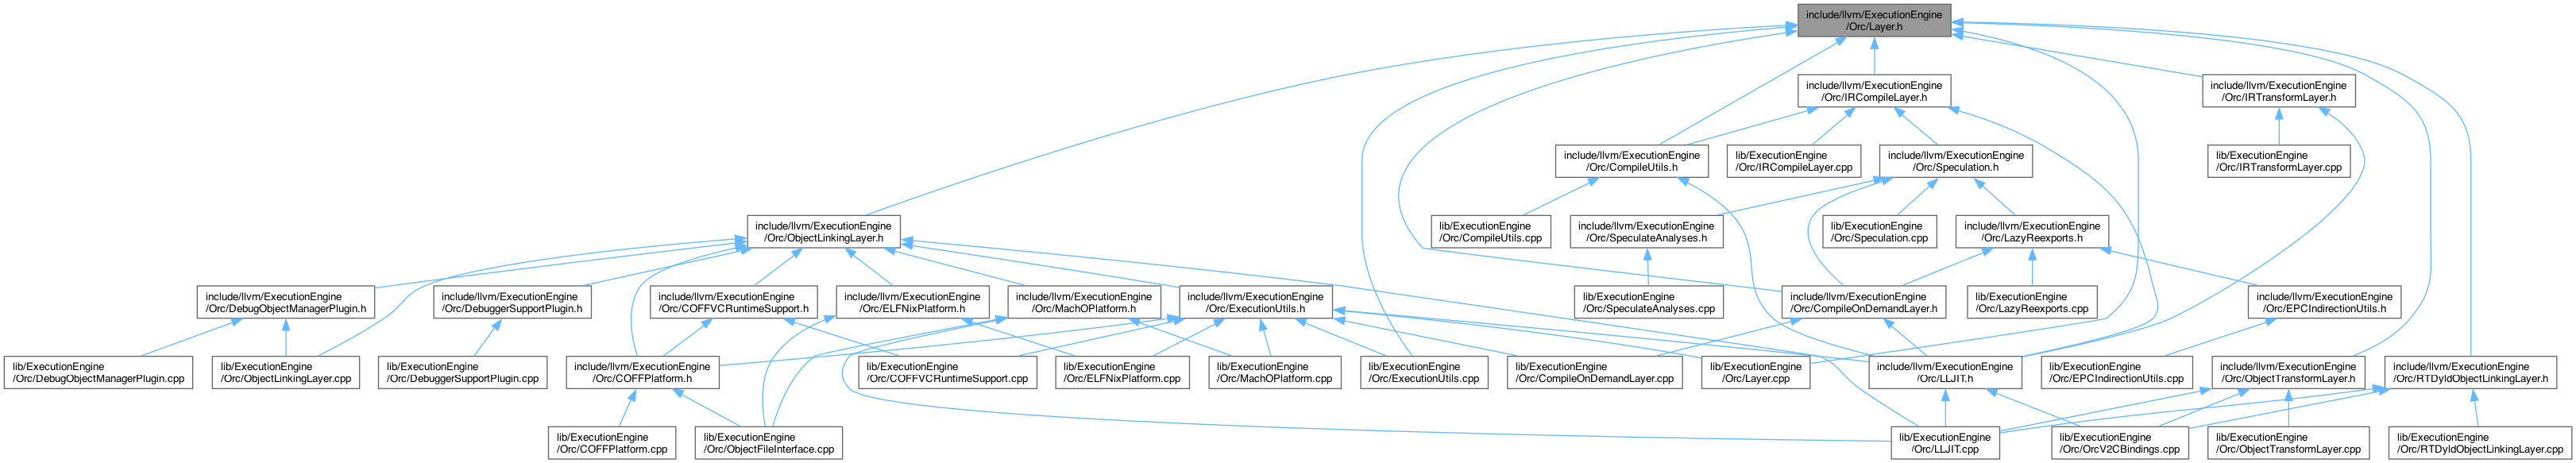 include/llvm/ExecutionEngine
/Orc/Layer.h
include/llvm/ExecutionEngine
/Orc/IRCompileLayer.h
include/llvm/ExecutionEngine
/Orc/IRTransformLayer.h
include/llvm/ExecutionEngine
/Orc/CompileUtils.h
lib/ExecutionEngine
/Orc/IRCompileLayer.cpp
include/llvm/ExecutionEngine
/Orc/Speculation.h
lib/ExecutionEngine
/Orc/IRTransformLayer.cpp
include/llvm/ExecutionEngine
/Orc/ObjectLinkingLayer.h
lib/ExecutionEngine
/Orc/CompileUtils.cpp
include/llvm/ExecutionEngine
/Orc/SpeculateAnalyses.h
lib/ExecutionEngine
/Orc/Speculation.cpp
include/llvm/ExecutionEngine
/Orc/LazyReexports.h
include/llvm/ExecutionEngine
/Orc/DebugObjectManagerPlugin.h
include/llvm/ExecutionEngine
/Orc/DebuggerSupportPlugin.h
include/llvm/ExecutionEngine
/Orc/COFFVCRuntimeSupport.h
include/llvm/ExecutionEngine
/Orc/ELFNixPlatform.h
include/llvm/ExecutionEngine
/Orc/MachOPlatform.h
include/llvm/ExecutionEngine
/Orc/ExecutionUtils.h
lib/ExecutionEngine
/Orc/SpeculateAnalyses.cpp
include/llvm/ExecutionEngine
/Orc/CompileOnDemandLayer.h
lib/ExecutionEngine
/Orc/LazyReexports.cpp
include/llvm/ExecutionEngine
/Orc/EPCIndirectionUtils.h
lib/ExecutionEngine
/Orc/DebugObjectManagerPlugin.cpp
lib/ExecutionEngine
/Orc/ObjectLinkingLayer.cpp
lib/ExecutionEngine
/Orc/DebuggerSupportPlugin.cpp
include/llvm/ExecutionEngine
/Orc/COFFPlatform.h
lib/ExecutionEngine
/Orc/COFFVCRuntimeSupport.cpp
lib/ExecutionEngine
/Orc/ELFNixPlatform.cpp
lib/ExecutionEngine
/Orc/MachOPlatform.cpp
lib/ExecutionEngine
/Orc/ExecutionUtils.cpp
lib/ExecutionEngine
/Orc/CompileOnDemandLayer.cpp
lib/ExecutionEngine
/Orc/Layer.cpp
include/llvm/ExecutionEngine
/Orc/LLJIT.h
lib/ExecutionEngine
/Orc/EPCIndirectionUtils.cpp
include/llvm/ExecutionEngine
/Orc/ObjectTransformLayer.h
include/llvm/ExecutionEngine
/Orc/RTDyldObjectLinkingLayer.h
lib/ExecutionEngine
/Orc/COFFPlatform.cpp
lib/ExecutionEngine
/Orc/ObjectFileInterface.cpp
lib/ExecutionEngine
/Orc/LLJIT.cpp
lib/ExecutionEngine
/Orc/OrcV2CBindings.cpp
lib/ExecutionEngine
/Orc/ObjectTransformLayer.cpp
lib/ExecutionEngine
/Orc/RTDyldObjectLinkingLayer.cpp